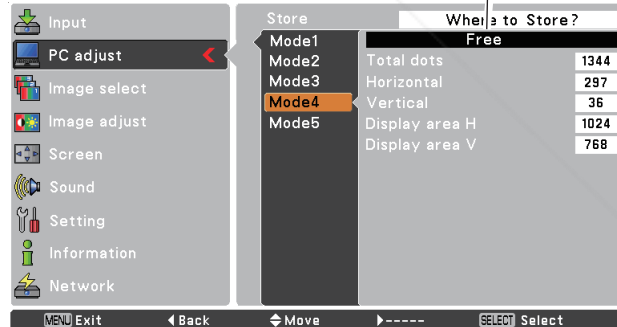 Input
PC adjust
Image select
Image adjust
Screen
Sound
Setting
Information
Network
Store
Mode1
Mode2
Mode3
Mode4
Mode5
Where to Store?
Free
Total dots 1344
Horizontal 297
Vertical 36
Display area H 1024
Display area V 768
MENU Exit ◀Back ◆Move ▶----- SELECT Select